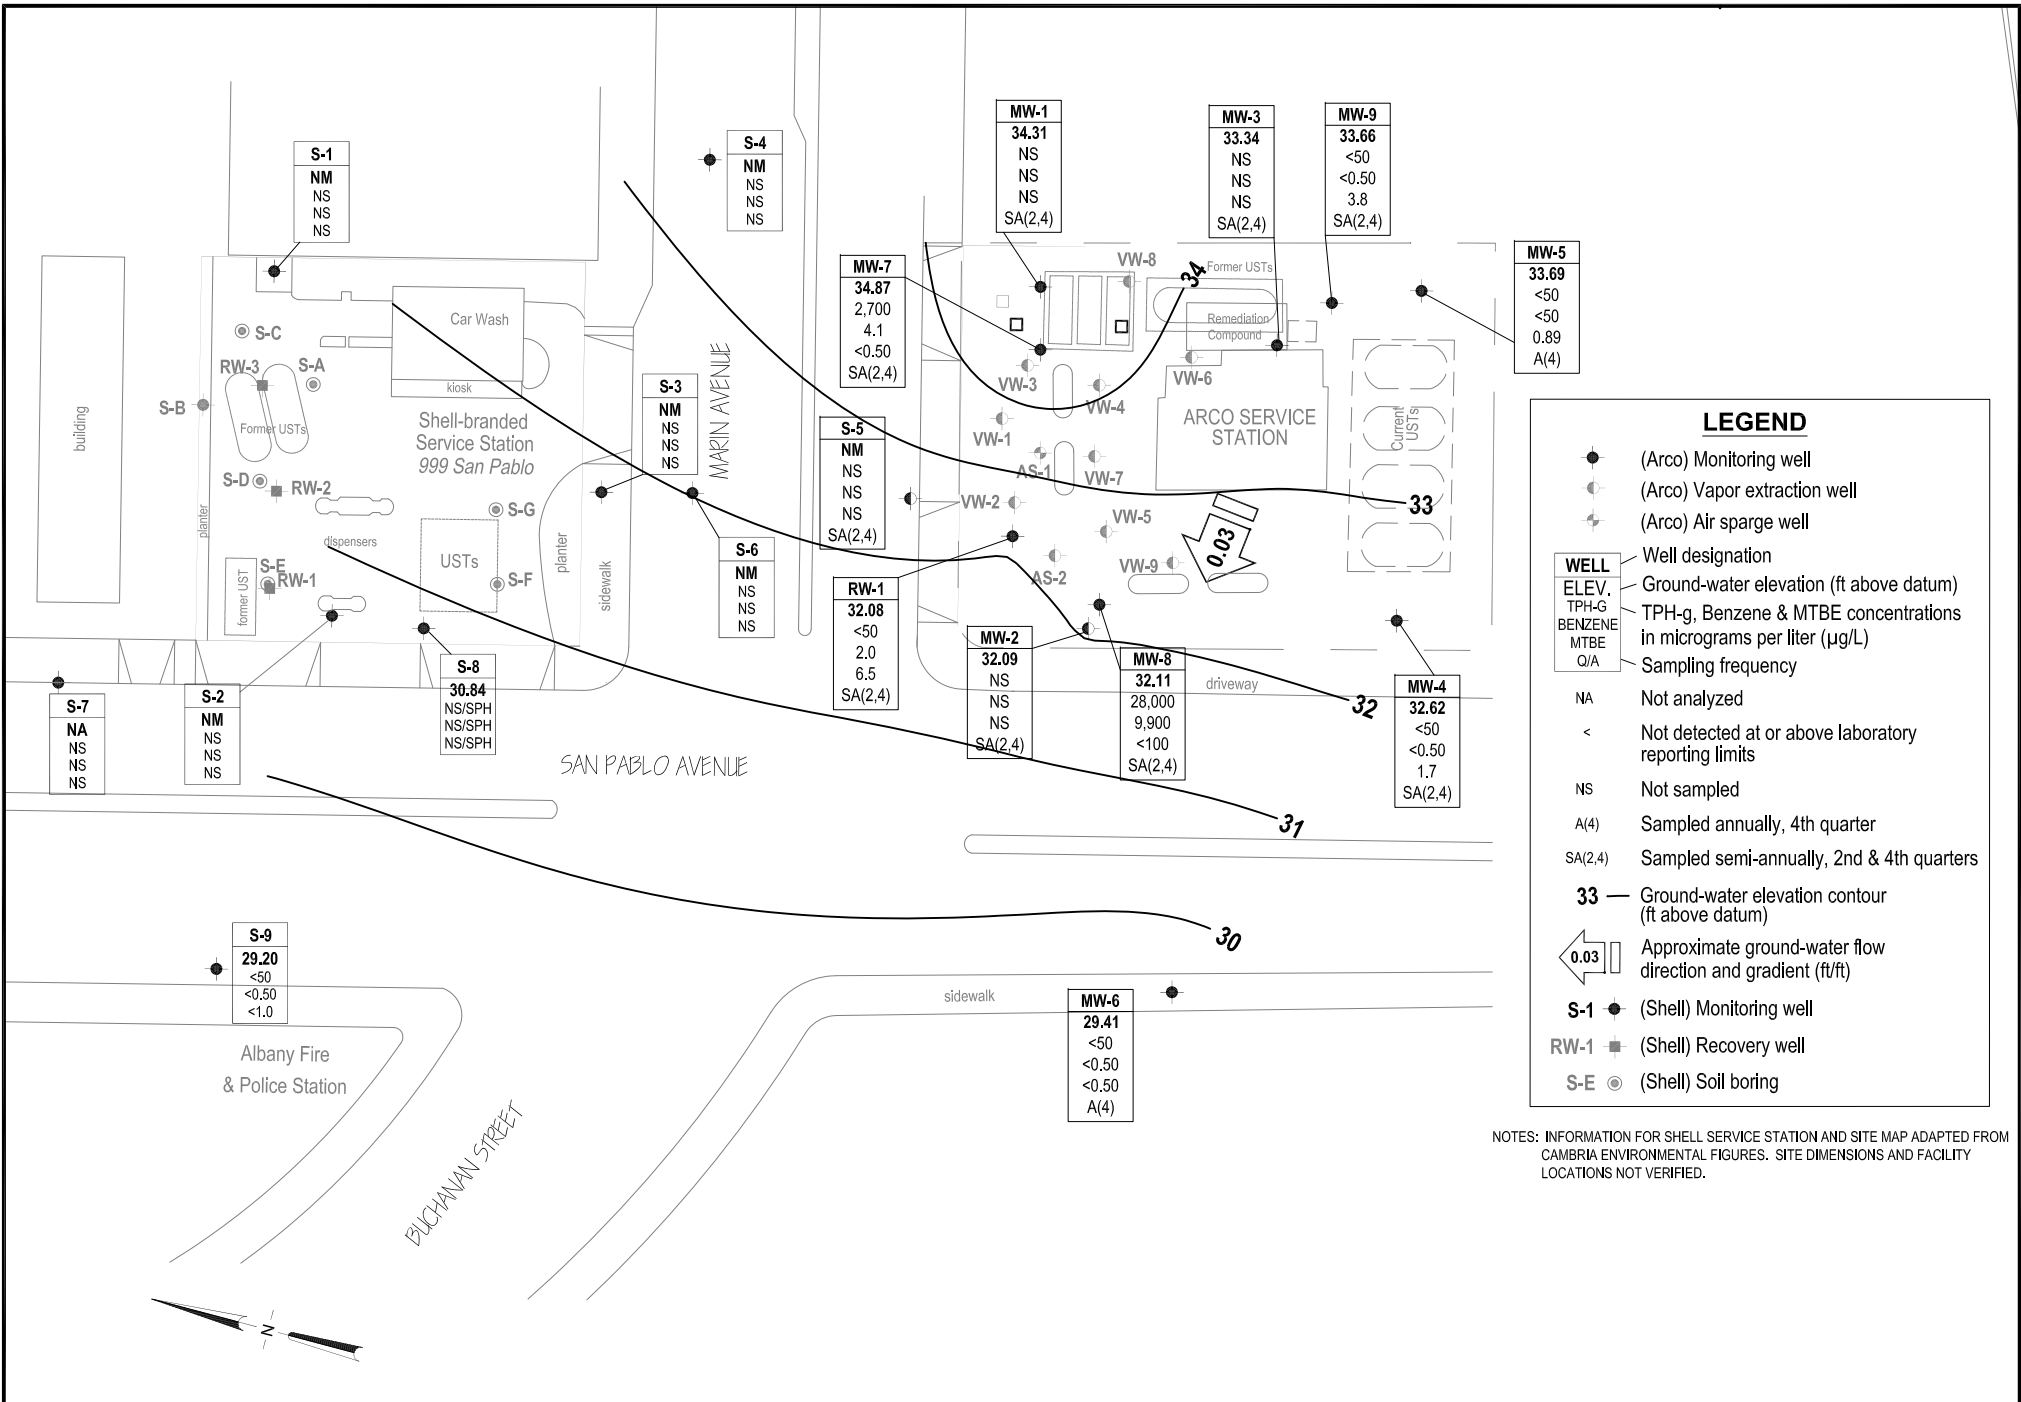 S-1
NM
NS
NS
NS
S-4
NM
NS
NS
NS
MW-1
34.31
NS
NS
NS
SA(2,4)
MW-3
33.34
NS
NS
NS
SA(2,4)
MW-9
33.66
<50
<0.50
3.8
SA(2,4)
MW-5
33.69
<50
<50
0.89
A(4)
MW-7
34.87
2,700
4.1
<0.50
SA(2,4)
VW-8
34
Former USTs
Remediation
Compound
VW-3
VW-4
VW-6
VW-1
AS-1
VW-7
VW-2
VW-5
AS-2
VW-9
ARCO SERVICE
STATION
Current
USTs
33
0.03
S-C
RW-3
S-A
S-B
Former USTs
S-D
RW-2
S-G
S-E
RW-1
S-F
Car Wash
kiosk
Shell-branded
Service Station
999 San Pablo
building
planter
dispensers
USTs
former UST
planter
sidewalk
MARIN AVENUE
S-3
NM
NS
NS
NS
S-5
NM
NS
NS
NS
SA(2,4)
S-6
NM
NS
NS
NS
RW-1
32.08
<50
2.0
6.5
SA(2,4)
MW-2
32.09
NS
NS
NS
SA(2,4)
MW-8
32.11
28,000
9,900
<100
SA(2,4)
driveway
32
MW-4
32.62
<50
<0.50
1.7
SA(2,4)
S-7
NA
NS
NS
NS
S-2
NM
NS
NS
NS
S-8
30.84
NS/SPH
NS/SPH
NS/SPH
SAN PABLO AVENUE
31
30
S-9
29.20
<50
<0.50
<1.0
sidewalk
MW-6
29.41
<50
<0.50
<0.50
A(4)
Albany Fire
& Police Station
BUCHANAN STREET
N
LEGEND
(Arco) Monitoring well
(Arco) Vapor extraction well
(Arco) Air sparge well
WELL
ELEV.
TPH-G
BENZENE
MTBE
Q/A
Well designation
Ground-water elevation (ft above datum)
TPH-g, Benzene & MTBE concentrations
in micrograms per liter (µg/L)
Sampling frequency
NA Not analyzed
< Not detected at or above laboratory
reporting limits
NS Not sampled
A(4) Sampled annually, 4th quarter
SA(2,4) Sampled semi-annually, 2nd & 4th quarters
33 Ground-water elevation contour
(ft above datum)
0.03 Approximate ground-water flow
direction and gradient (ft/ft)
S-1 (Shell) Monitoring well
RW-1 (Shell) Recovery well
S-E (Shell) Soil boring
NOTES: INFORMATION FOR SHELL SERVICE STATION AND SITE MAP ADAPTED FROM
CAMBRIA ENVIRONMENTAL FIGURES. SITE DIMENSIONS AND FACILITY
LOCATIONS NOT VERIFIED.